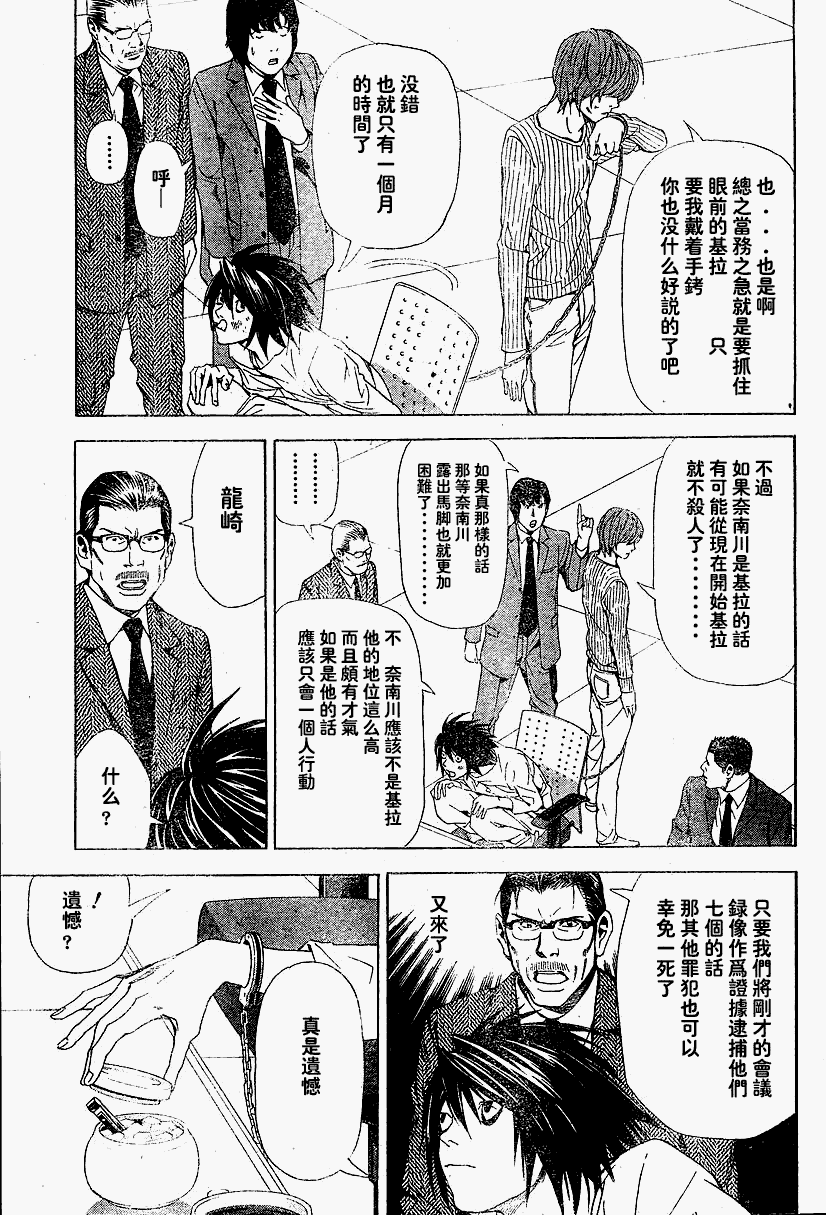 也...也是啊
總之當務之急就是要抓住
眼前的基拉　　只
要我戴着手銬
你也没什么好説的了吧
没錯
也就只有一個月
的時間了
呼—
……
不過
如果奈南川是基拉的話
有可能從現在開始基拉
就不殺人了………
如果真那樣的話
那等奈南川
露出馬脚也就更加
困難了…………
……
……
不　奈南川應該不是基拉
他的地位這么高
而且頗有才氣
如果是他的話
應該只會一個人行動
龍崎
什么？
只要我們將剛才的會議
録像作爲證據逮捕他們
七個的話
那其他罪犯也可以
幸免一死了
又來了
！
遺憾？
真是遺憾